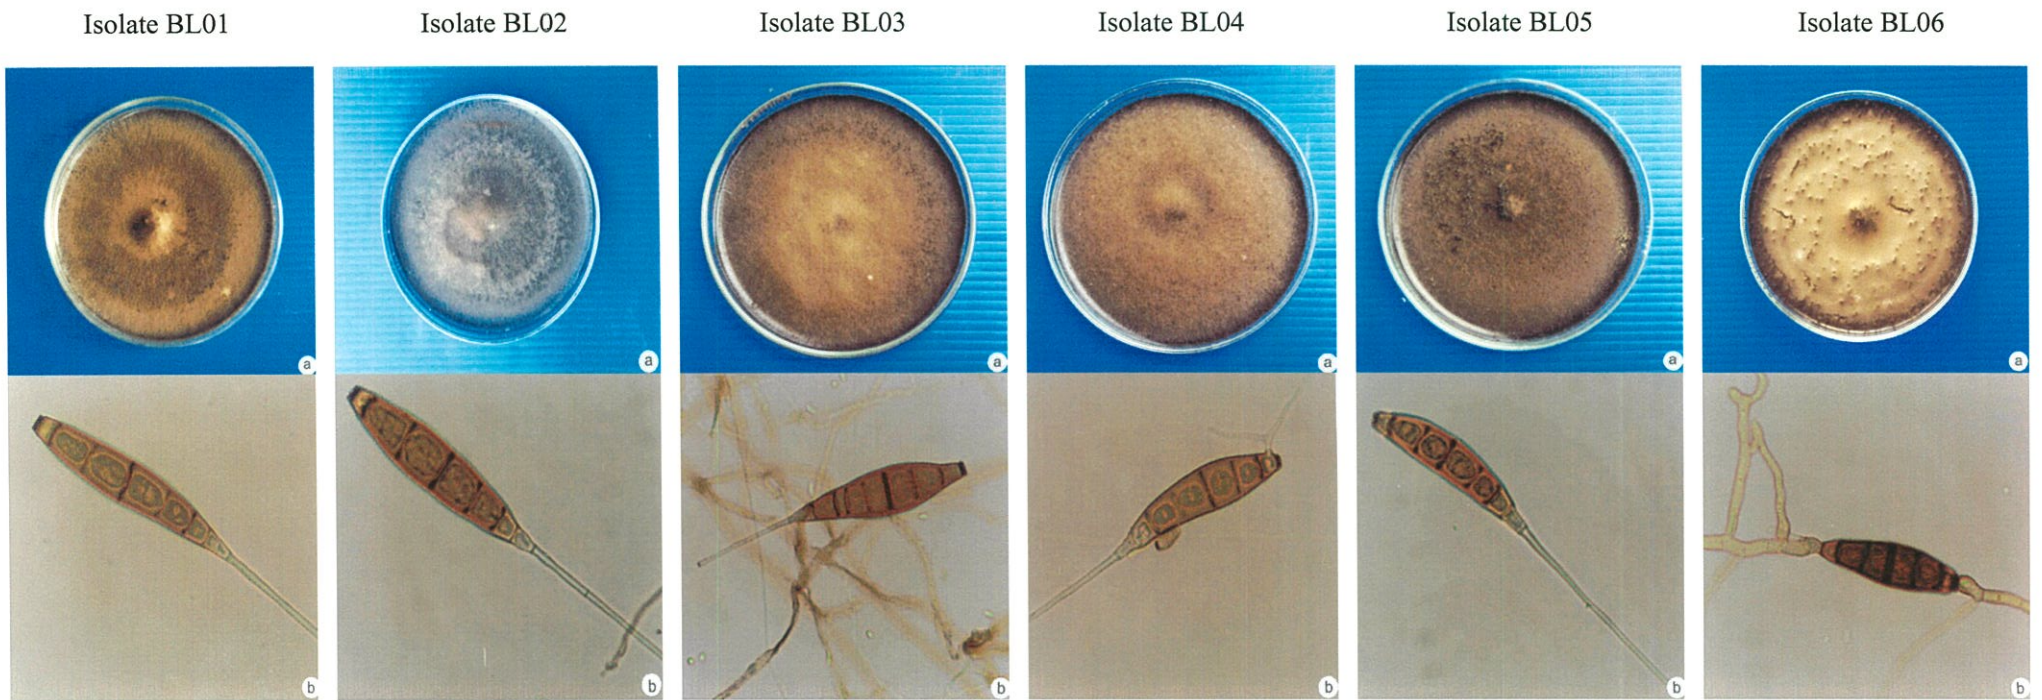 Isolate BL01
Isolate BL02
Isolate BL03
Isolate BL04
Isolate BL05
Isolate BL06
a
a
a
a
a
a
b
b
b
b
b
b